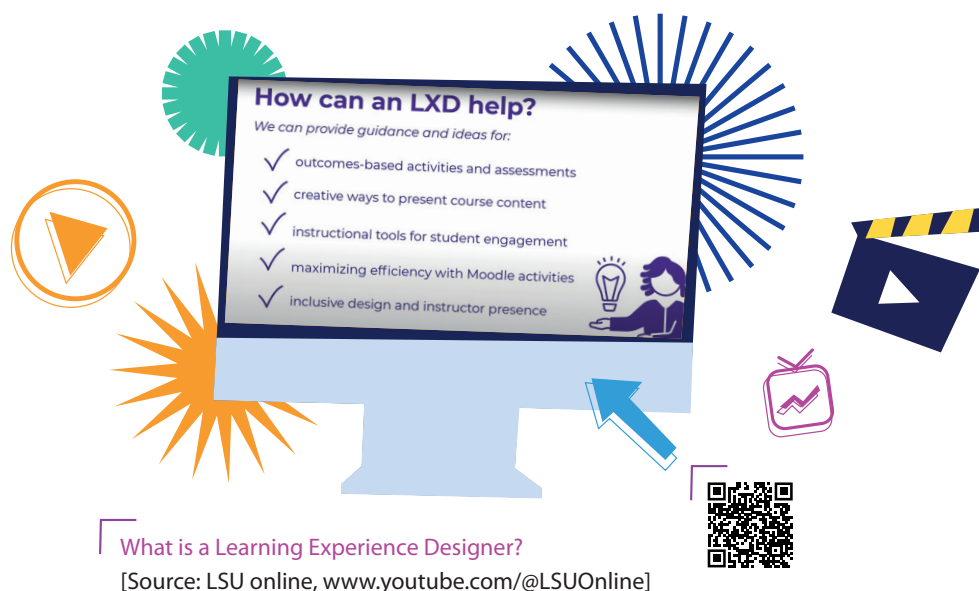 How can an LXD help?
We can provide guidance and ideas for:
outcomes-based activities and assessments
creative ways to present course content
instructional tools for student engagement
maximizing efficiency with Moodle activities
inclusive design and instructor presence
What is a Learning Experience Designer?
[Source: LSU online, www.youtube.com/@LSUOnline]